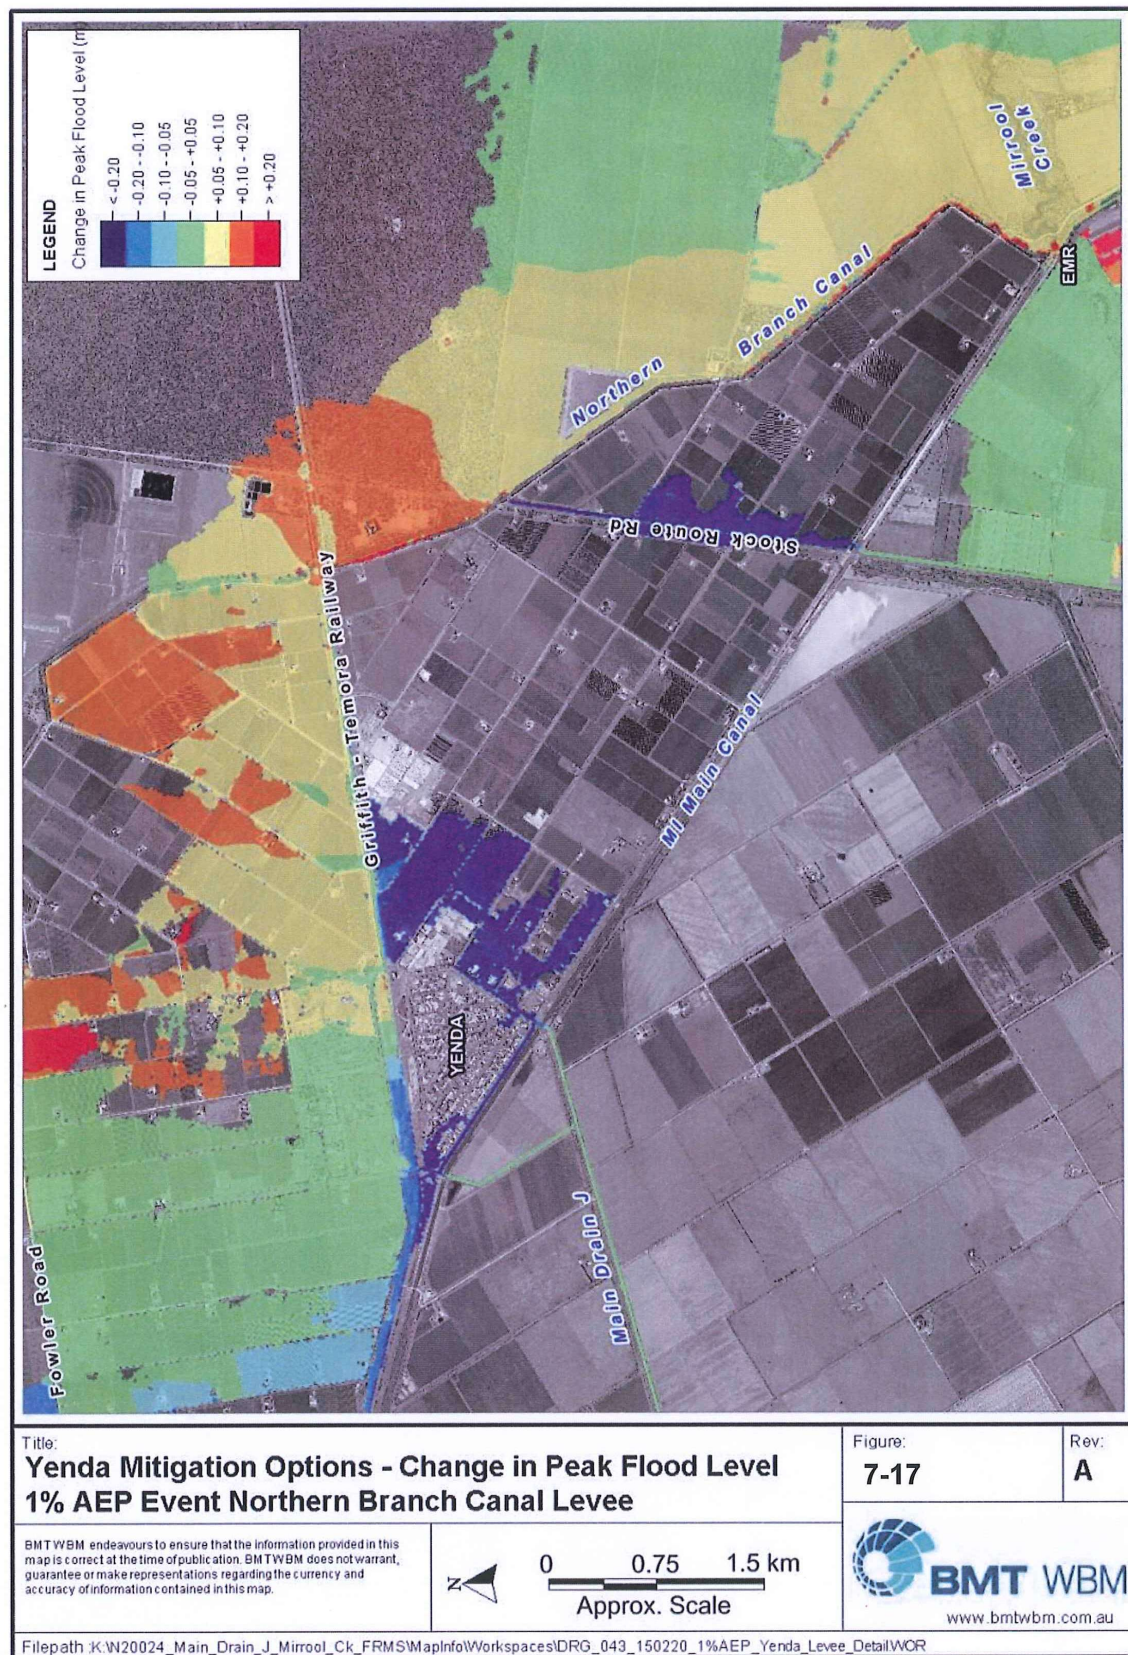 LEGEND
Change in Peak Flood Level (m)
< -0.20
-0.20 - -0.10
-0.10 - -0.05
-0.05 - +0.05
+0.05 - +0.10
+0.10 - +0.20
> +0.20
Mirrool
Creek
EMR
Northern Branch Canal
Stock Route Rd
Griffith - Temora Railway
MI Main Canal
YENDA
Main Drain J
Fowler Road
Title:
Yenda Mitigation Options - Change in Peak Flood Level
1% AEP Event Northern Branch Canal Levee
Figure:
7-17
Rev:
A
BMT WBM endeavours to ensure that the information provided in this
map is correct at the time of publication. BMT WBM does not warrant,
guarantee or make representations regarding the currency and
accuracy of information contained in this map.
N
0 0.75 1.5 km
Approx. Scale
BMT WBM
www.bmtwbm.com.au
Filepath :K:\N20024_Main_Drain_J_Mirrool_Ck_FRMS\MapInfo\Workspaces\DRG_043_150220_1%AEP_Yenda_Levee_Detail.WOR